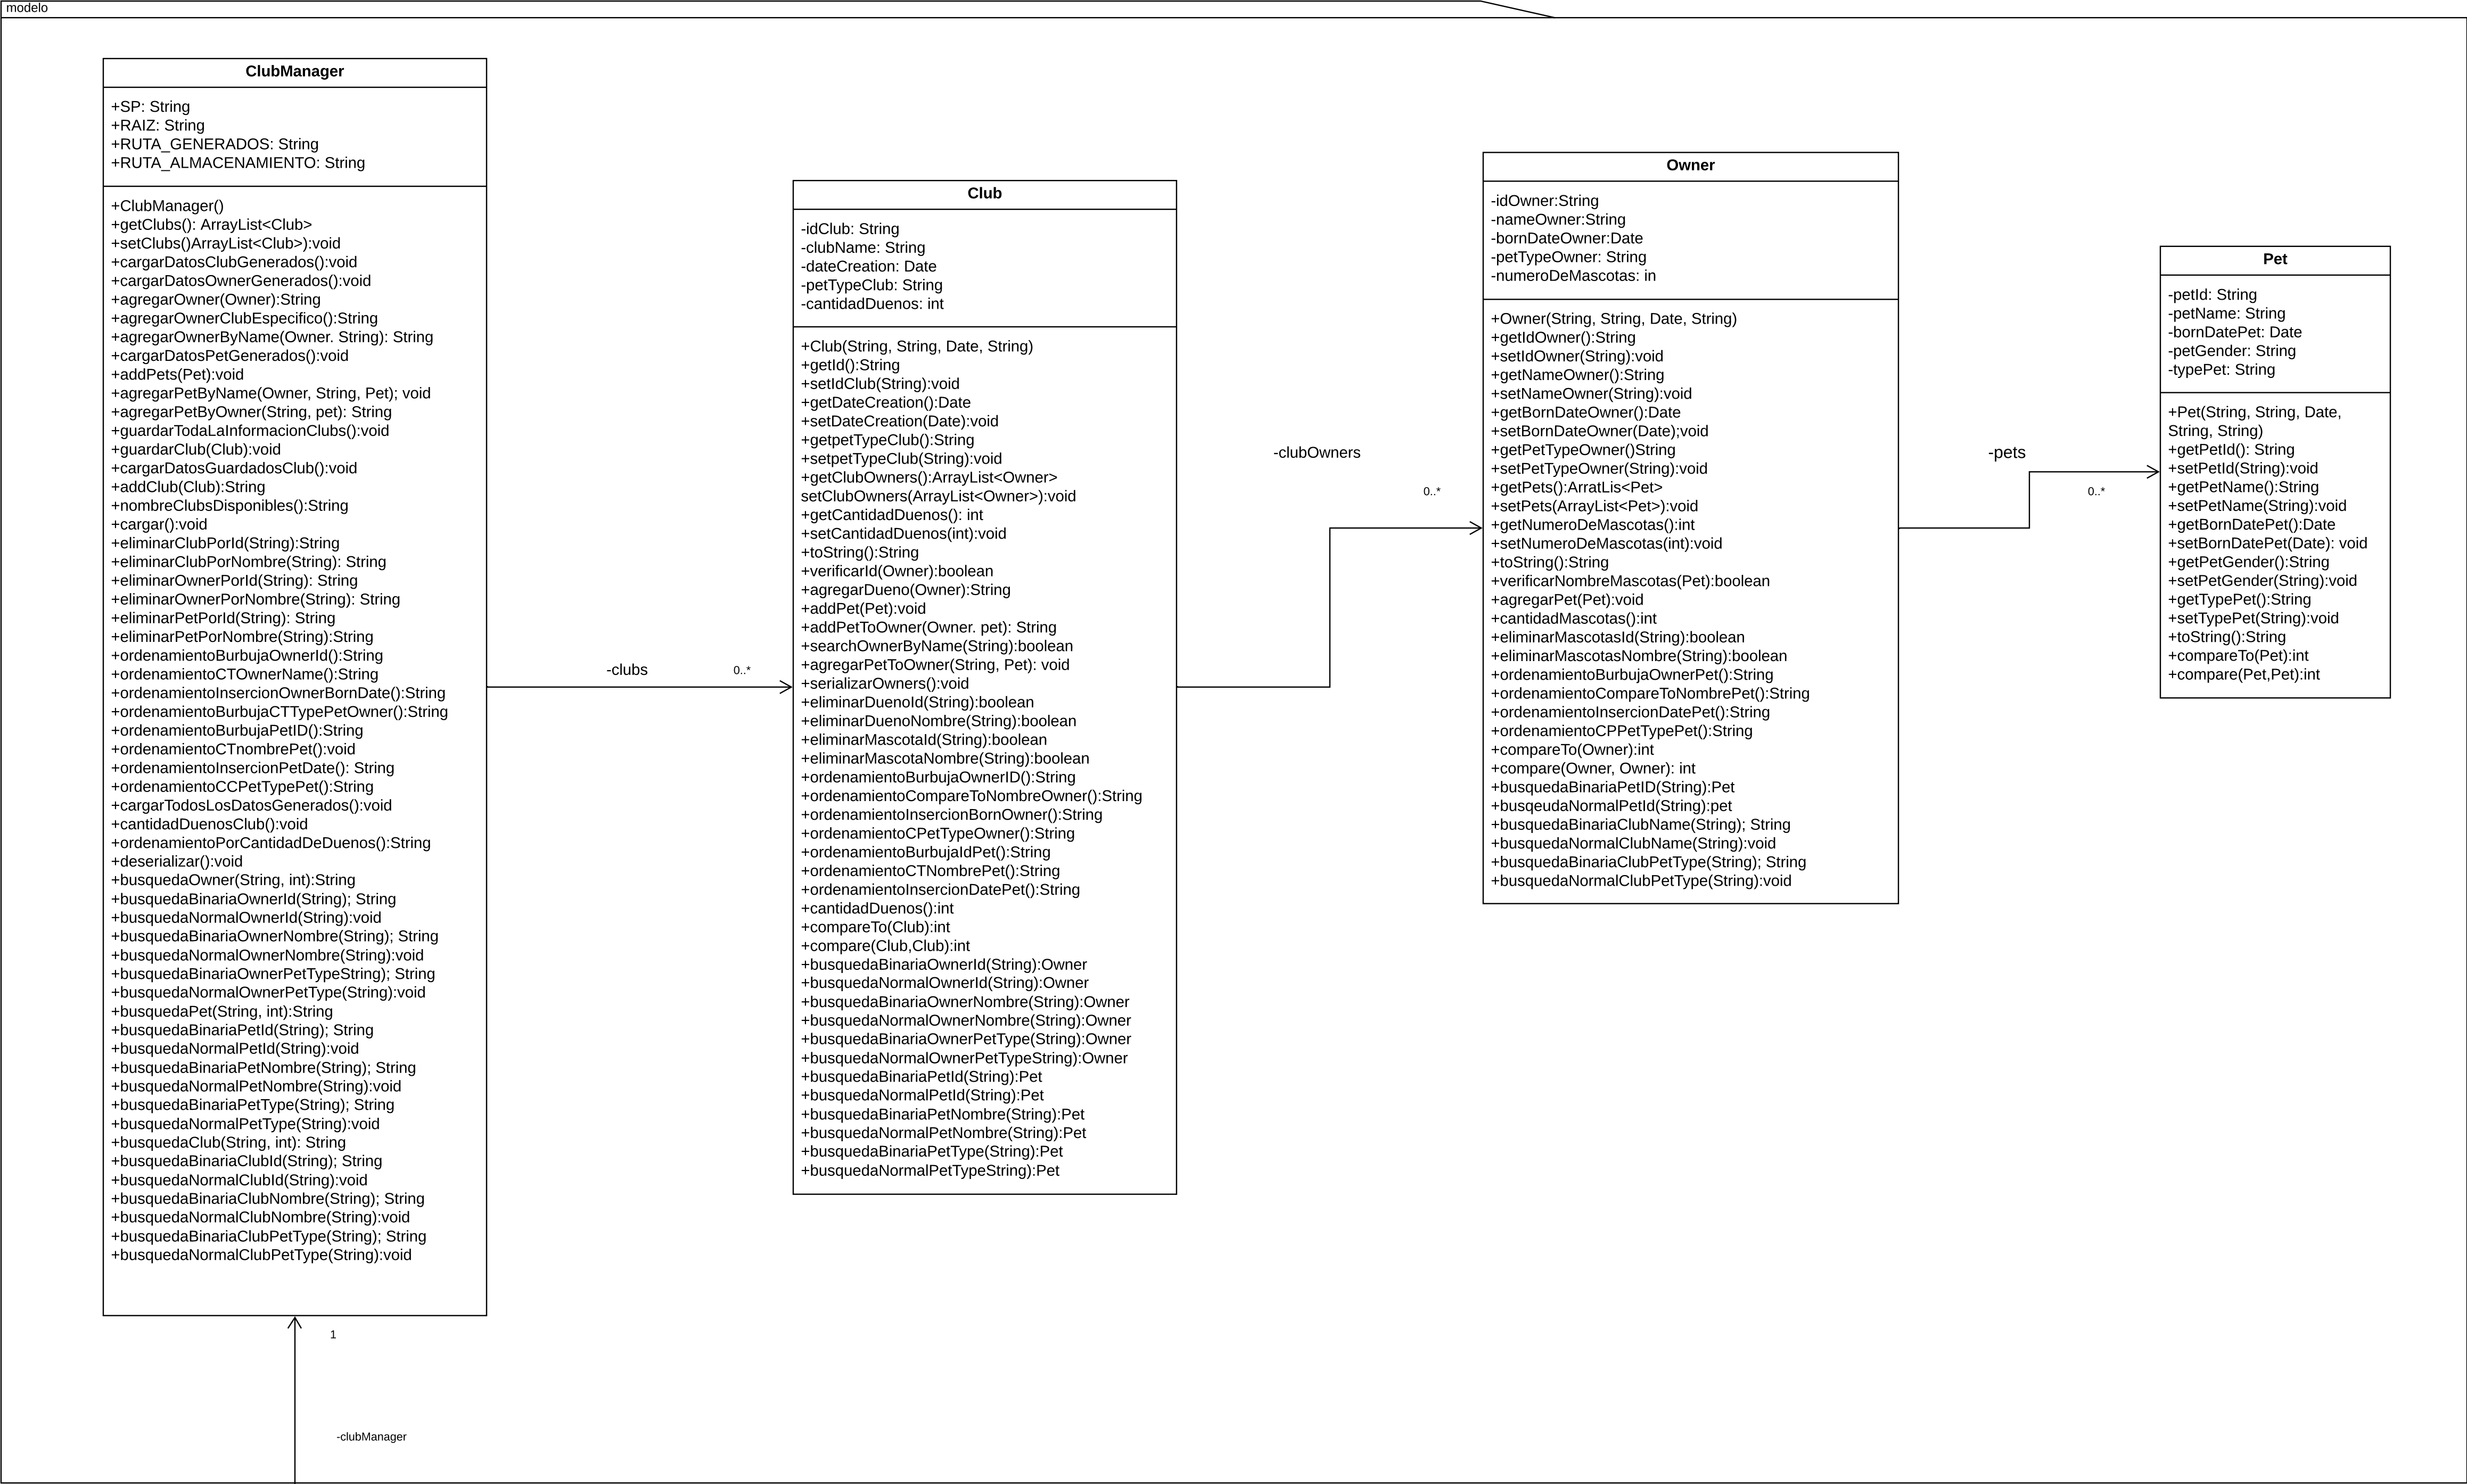 modelo
ClubManager
+SP: String
+RAIZ: String
+RUTA_GENERADOS: String
+RUTA_ALMACENAMIENTO: String
+ClubManager()
+getClubs(): ArrayList<Club>
+setClubs()ArrayList<Club>):void
+cargarDatosClubGenerados():void
+cargarDatosOwnerGenerados():void
+agregarOwner(Owner):String
+agregarOwnerClubEspecifico():String
+agregarOwnerByName(Owner. String): String
+cargarDatosPetGenerados():void
+addPets(Pet):void
+agregarPetByName(Owner, String, Pet); void
+agregarPetByOwner(String, pet): String
+guardarTodaLaInformacionClubs():void
+guardarClub(Club):void
+cargarDatosGuardadosClub():void
+addClub(Club):String
+nombreClubsDisponibles():String
+cargar():void
+eliminarClubPorId(String):String
+eliminarClubPorNombre(String): String
+eliminarOwnerPorId(String): String
+eliminarOwnerPorNombre(String): String
+eliminarPetPorId(String): String
+eliminarPetPorNombre(String):String
+ordenamientoBurbujaOwnerId():String
+ordenamientoCTOwnerName():String
+ordenamientoInsercionOwnerBornDate():String
+ordenamientoBurbujaCTTypePetOwner():String
+ordenamientoBurbujaPetID():String
+ordenamientoCTnombrePet():void
+ordenamientoInsercionPetDate(): String
+ordenamientoCCPetTypePet():String
+cargarTodosLosDatosGenerados():void
+cantidadDuenosClub():void
+ordenamientoPorCantidadDeDuenos():String
+deserializar():void
+busquedaOwner(String, int):String
+busquedaBinariaOwnerId(String); String
+busquedaNormalOwnerId(String):void
+busquedaBinariaOwnerNombre(String); String
+busquedaNormalOwnerNombre(String):void
+busquedaBinariaOwnerPetTypeString); String
+busquedaNormalOwnerPetType(String):void
+busquedaPet(String, int):String
+busquedaBinariaPetId(String); String
+busquedaNormalPetId(String):void
+busquedaBinariaPetNombre(String); String
+busquedaNormalPetNombre(String):void
+busquedaBinariaPetType(String); String
+busquedaNormalPetType(String):void
+busquedaClub(String, int): String
+busquedaBinariaClubId(String); String
+busquedaNormalClubId(String):void
+busquedaBinariaClubNombre(String); String
+busquedaNormalClubNombre(String):void
+busquedaBinariaClubPetType(String); String
+busquedaNormalClubPetType(String):void
1
-clubManager
-clubs
0..*
Club
-idClub: String
-clubName: String
-dateCreation: Date
-petTypeClub: String
-cantidadDuenos: int
+Club(String, String, Date, String)
+getId():String
+setIdClub(String):void
+getDateCreation():Date
+setDateCreation(Date):void
+getpetTypeClub():String
+setpetTypeClub(String):void
+getClubOwners():ArrayList<Owner>
setClubOwners(ArrayList<Owner>):void
+getCantidadDuenos(): int
+setCantidadDuenos(int):void
+toString():String
+verificarId(Owner):boolean
+agregarDueno(Owner):String
+addPet(Pet):void
+addPetToOwner(Owner. pet): String
+searchOwnerByName(String):boolean
+agregarPetToOwner(String, Pet): void
+serializarOwners():void
+eliminarDuenoId(String):boolean
+eliminarDuenoNombre(String):boolean
+eliminarMascotaId(String):boolean
+eliminarMascotaNombre(String):boolean
+ordenamientoBurbujaOwnerID():String
+ordenamientoCompareToNombreOwner():String
+ordenamientoInsercionBornOwner():String
+ordenamientoCPetTypeOwner():String
+ordenamientoBurbujaIdPet():String
+ordenamientoCTNombrePet():String
+ordenamientoInsercionDatePet():String
+cantidadDuenos():int
+compareTo(Club):int
+compare(Club,Club):int
+busquedaBinariaOwnerId(String):Owner
+busquedaNormalOwnerId(String):Owner
+busquedaBinariaOwnerNombre(String):Owner
+busquedaNormalOwnerNombre(String):Owner
+busquedaBinariaOwnerPetType(String):Owner
+busquedaNormalOwnerPetTypeString):Owner
+busquedaBinariaPetId(String):Pet
+busquedaNormalPetId(String):Pet
+busquedaBinariaPetNombre(String):Pet
+busquedaNormalPetNombre(String):Pet
+busquedaBinariaPetType(String):Pet
+busquedaNormalPetTypeString):Pet
-clubOwners
0..*
Owner
-idOwner:String
-nameOwner:String
-bornDateOwner:Date
-petTypeOwner: String
-numeroDeMascotas: in
+Owner(String, String, Date, String)
+getIdOwner():String
+setIdOwner(String):void
+getNameOwner():String
+setNameOwner(String):void
+getBornDateOwner():Date
+setBornDateOwner(Date);void
+getPetTypeOwner()String
+setPetTypeOwner(String):void
+getPets():ArratLis<Pet>
+setPets(ArrayList<Pet>):void
+getNumeroDeMascotas():int
+setNumeroDeMascotas(int):void
+toString():String
+verificarNombreMascotas(Pet):boolean
+agregarPet(Pet):void
+cantidadMascotas():int
+eliminarMascotasId(String):boolean
+eliminarMascotasNombre(String):boolean
+ordenamientoBurbujaOwnerPet():String
+ordenamientoCompareToNombrePet():String
+ordenamientoInsercionDatePet():String
+ordenamientoCPPetTypePet():String
+compareTo(Owner):int
+compare(Owner, Owner): int
+busquedaBinariaPetID(String):Pet
+busqeudaNormalPetId(String):pet
+busquedaBinariaClubName(String); String
+busquedaNormalClubName(String):void
+busquedaBinariaClubPetType(String); String
+busquedaNormalClubPetType(String):void
-pets
0..*
Pet
-petId: String
-petName: String
-bornDatePet: Date
-petGender: String
-typePet: String
+Pet(String, String, Date,
String, String)
+getPetId(): String
+setPetId(String):void
+getPetName():String
+setPetName(String):void
+getBornDatePet():Date
+setBornDatePet(Date): void
+getPetGender():String
+setPetGender(String):void
+getTypePet():String
+setTypePet(String):void
+toString():String
+compareTo(Pet):int
+compare(Pet,Pet):int